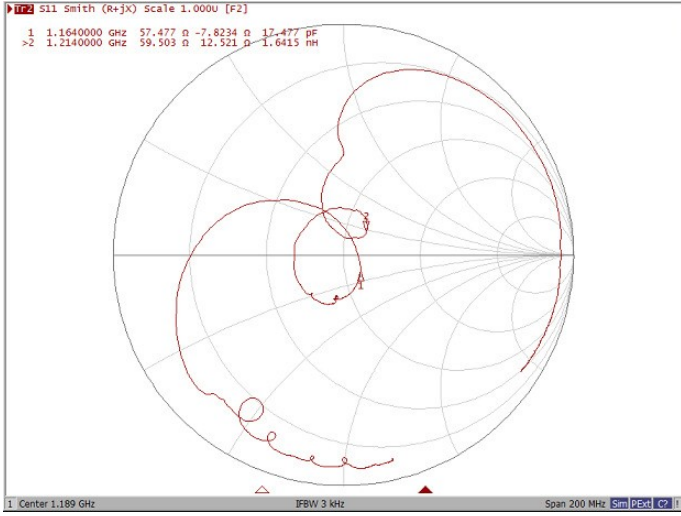 Tr2 S11 Smith (R+jX) Scale 1.000U [F2]
1 1.1640000 GHz 57.477 Ω -7.8234 Ω 17.477 pF
>2 1.2140000 GHz 59.503 Ω 12.521 Ω 1.6415 nH
2
1
1 Center 1.189 GHz IFBW 3 kHz Span 200 MHz Sim PExt C? !